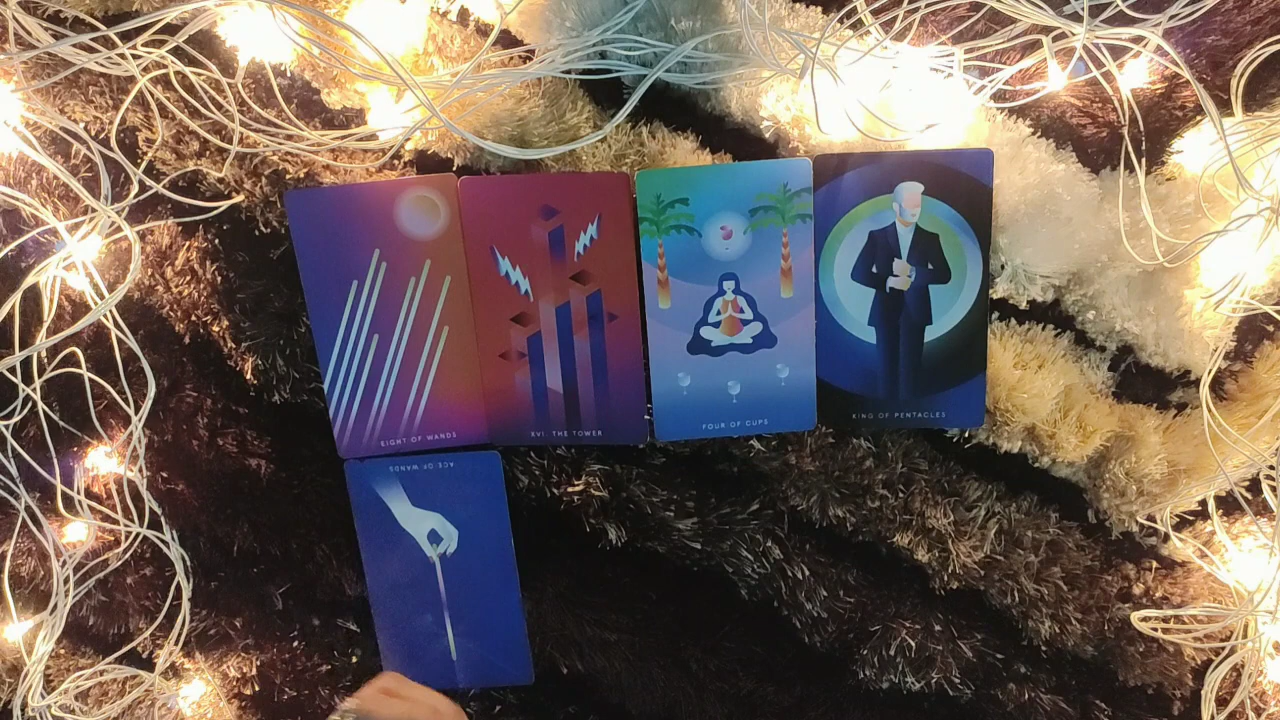 EIGHT OF WANDS
XVI. THE TOWER
FOUR OF CUPS
KING OF PENTACLES
ACE OF WANDS